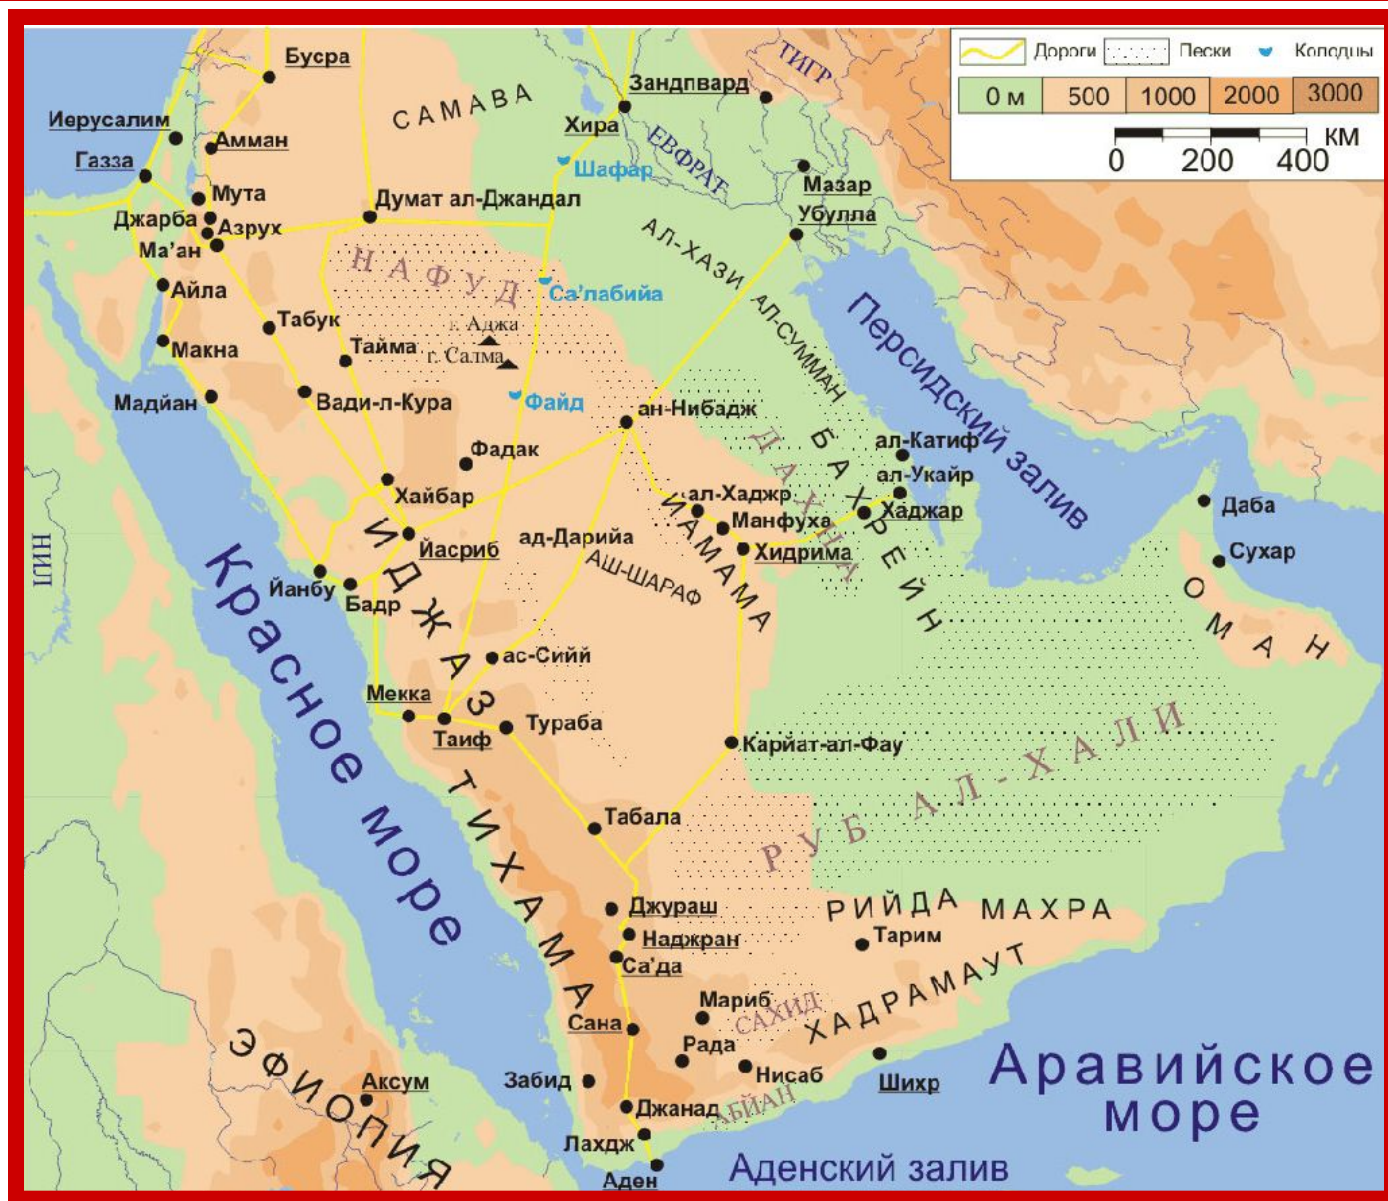 Бусра
САМАВА
Зандпвард
ТИГР
Дороги
Пески
Колодцы
0 м
500
1000
2000
3000
КМ
0
200
400
Иерусалим
Амман
Хира
ЕВФРАТ
Газза
Шафар
Мазар
Мута
Думат ал-Джандал
Убулла
Джарба
Азрух
Ма'ан
АЛ-ХАЗИ
НАФУД
Айла
Са'лабийа
АЛ-СУММАН
Персидский залив
Табук
г. Аджа
Макна
Тайма
г. Салма
Мадйан
Вади-л-Кура
Файд
ан-Нибадж
ДАХНА
БАХРЕЙН
ал-Катиф
Фадак
ал-Укайр
Хайбар
ал-Хаджр
Хаджар
Даба
ИДЖАЗ
Манфуха
НИЛ
Йасриб
ад-Дарийа
ИАМАМА
Хидрима
Сухар
АШ-ШАРАФ
Йанбу
Бадр
ОМАН
Красное море
ас-Сийй
Мекка
Таиф
Тураба
Карйат-ал-Фау
РУБ АЛ-ХАЛИ
ТИХАМА
Табала
Джураш
РИЙДА
МАХРА
Наджран
Тарим
Са'да
ХАДРАМАУТ
Мариб
САХИД
Сана
Рада
Нисаб
Шихр
Аравийское
море
ЭФИОПИЯ
Аксум
Забид
Джанад
АБЙАН
Лахдж
Аден
Аденский залив